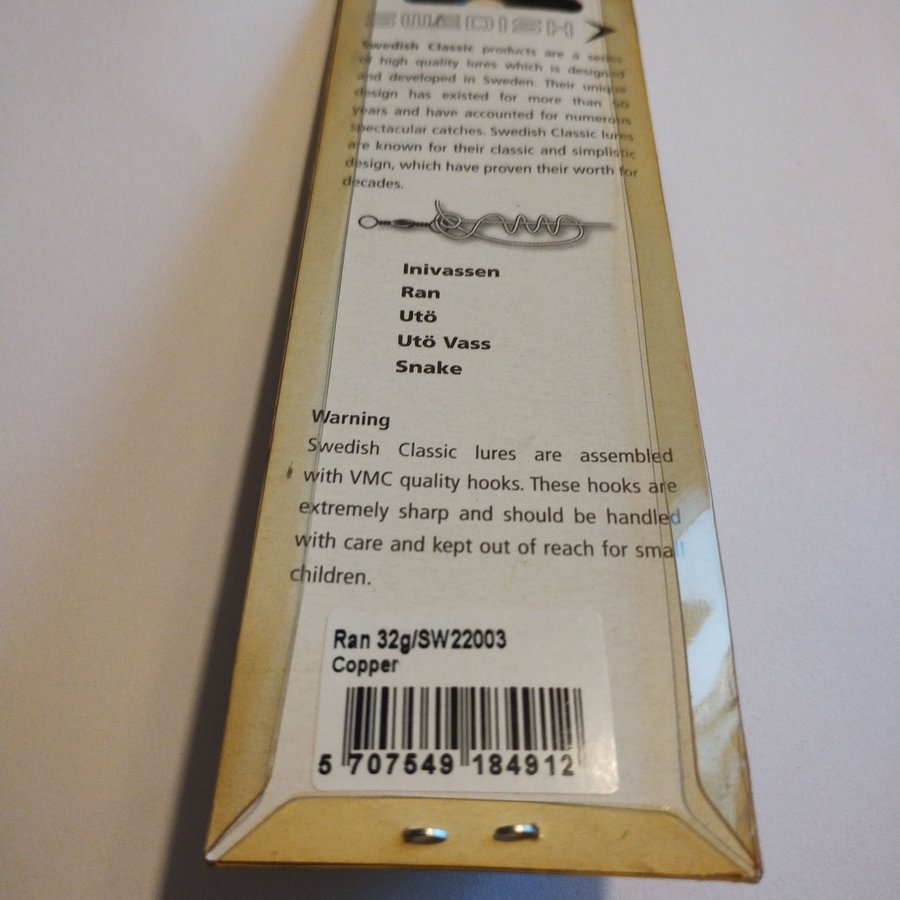 SWEDISH
Swedish Classic products are a series
of high quality lures which is designed
and developed in Sweden. Their unique
design has existed for more than 50
years and have accounted for numerous
spectacular catches. Swedish Classic lures
are known for their classic and simplistic
design, which have proven their worth for
decades.
Inivassen
Ran
Utö
Utö Vass
Snake
Warning
Swedish Classic lures are assembled
with VMC quality hooks. These hooks are
extremely sharp and should be handled
with care and kept out of reach for small
children.
Ran 32g/SW22003
Copper
5 707549 184912